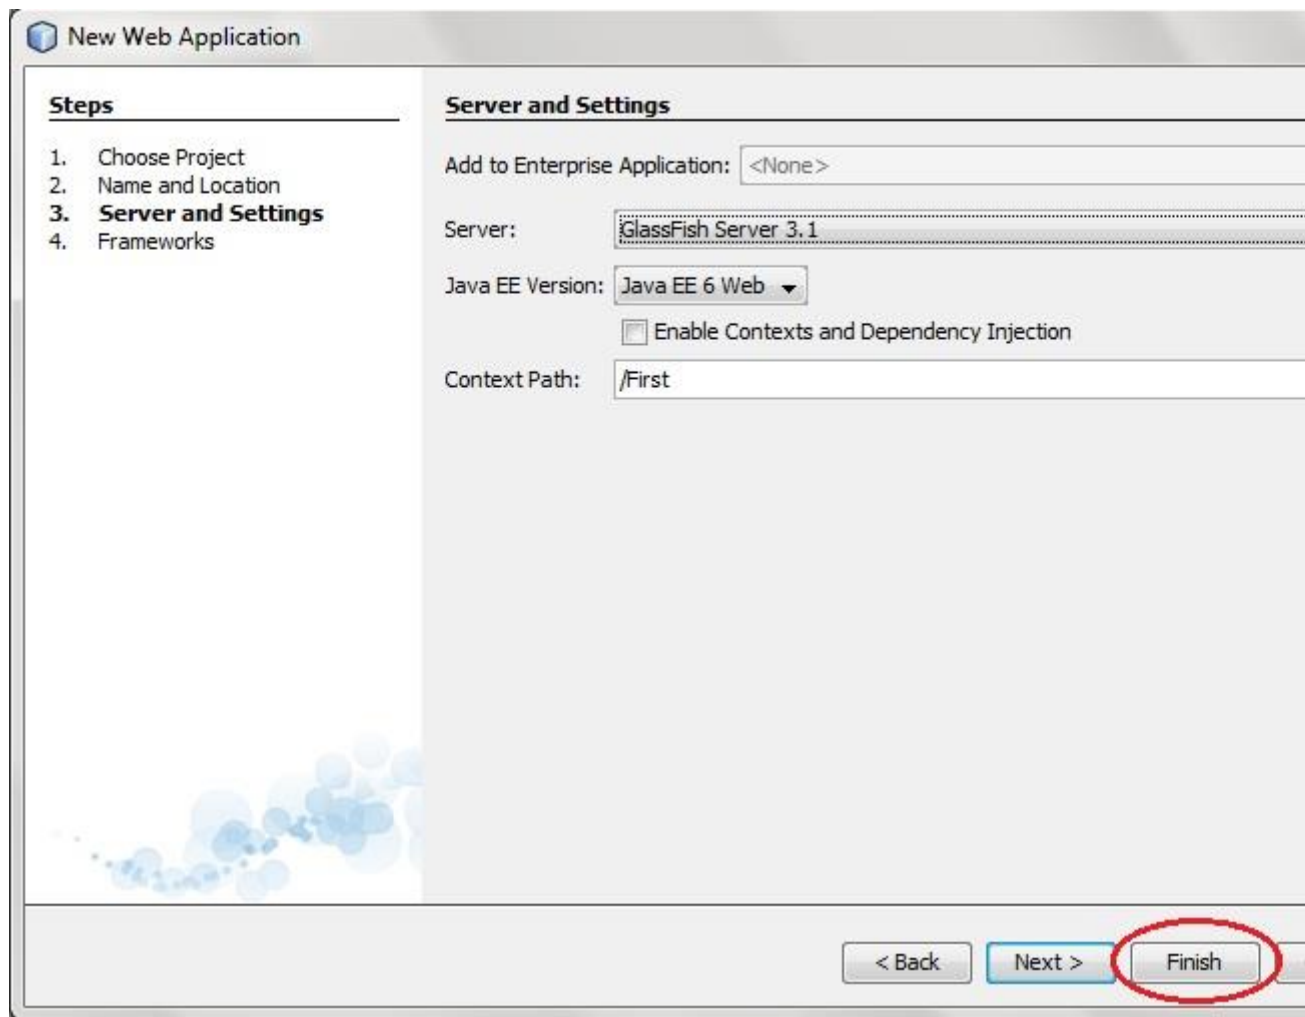 New Web Application
Steps
1. Choose Project
2. Name and Location
3. Server and Settings
4. Frameworks
Server and Settings
Add to Enterprise Application: <None>
Server: GlassFish Server 3.1
Java EE Version: Java EE 6 Web
Enable Contexts and Dependency Injection
Context Path: /First
< Back Next > Finish